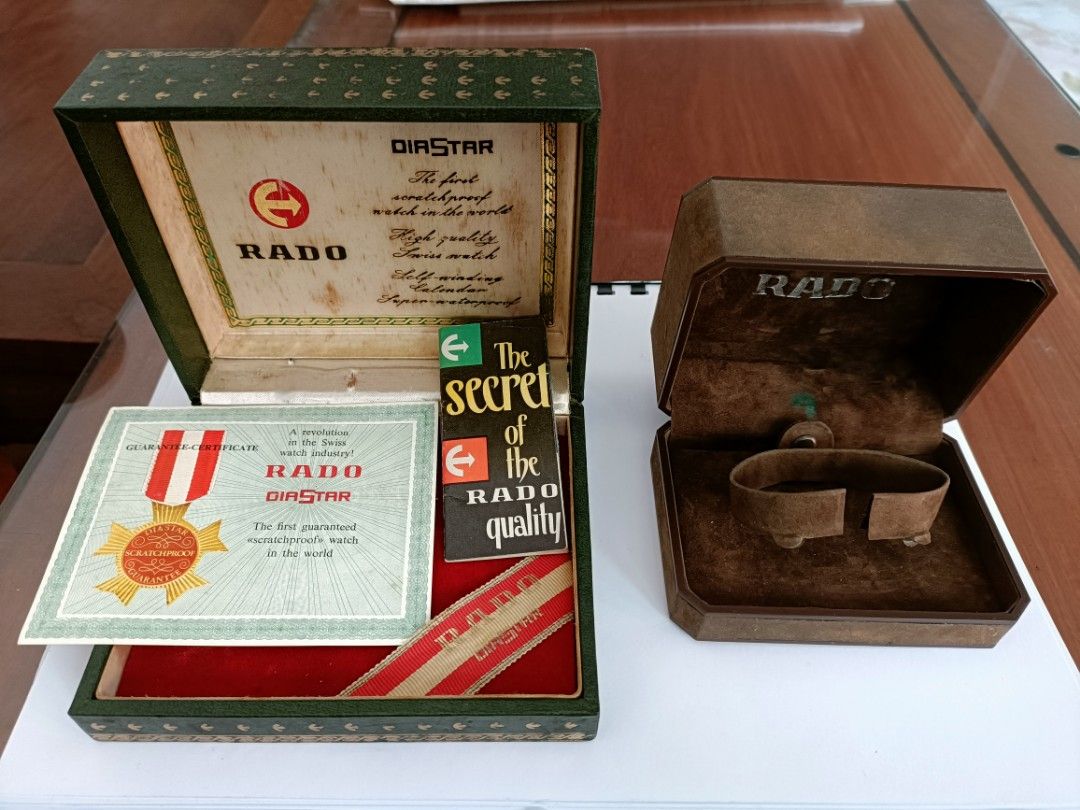 DIASTAR
The first
scratchproof
watch in the world
High quality
Swiss watch
Self-winding
Calendar
Super-waterproof
RADO
The
secret
of
the
RADO
quality
GUARANTEE-CERTIFICATE
A revolution
in the Swiss
watch industry!
RADO
DIASTAR
The first guaranteed
«scratchproof» watch
in the world
DIASTAR
SCRATCHPROOF
GUARANTEE
RADO
DIASTAR
RADO